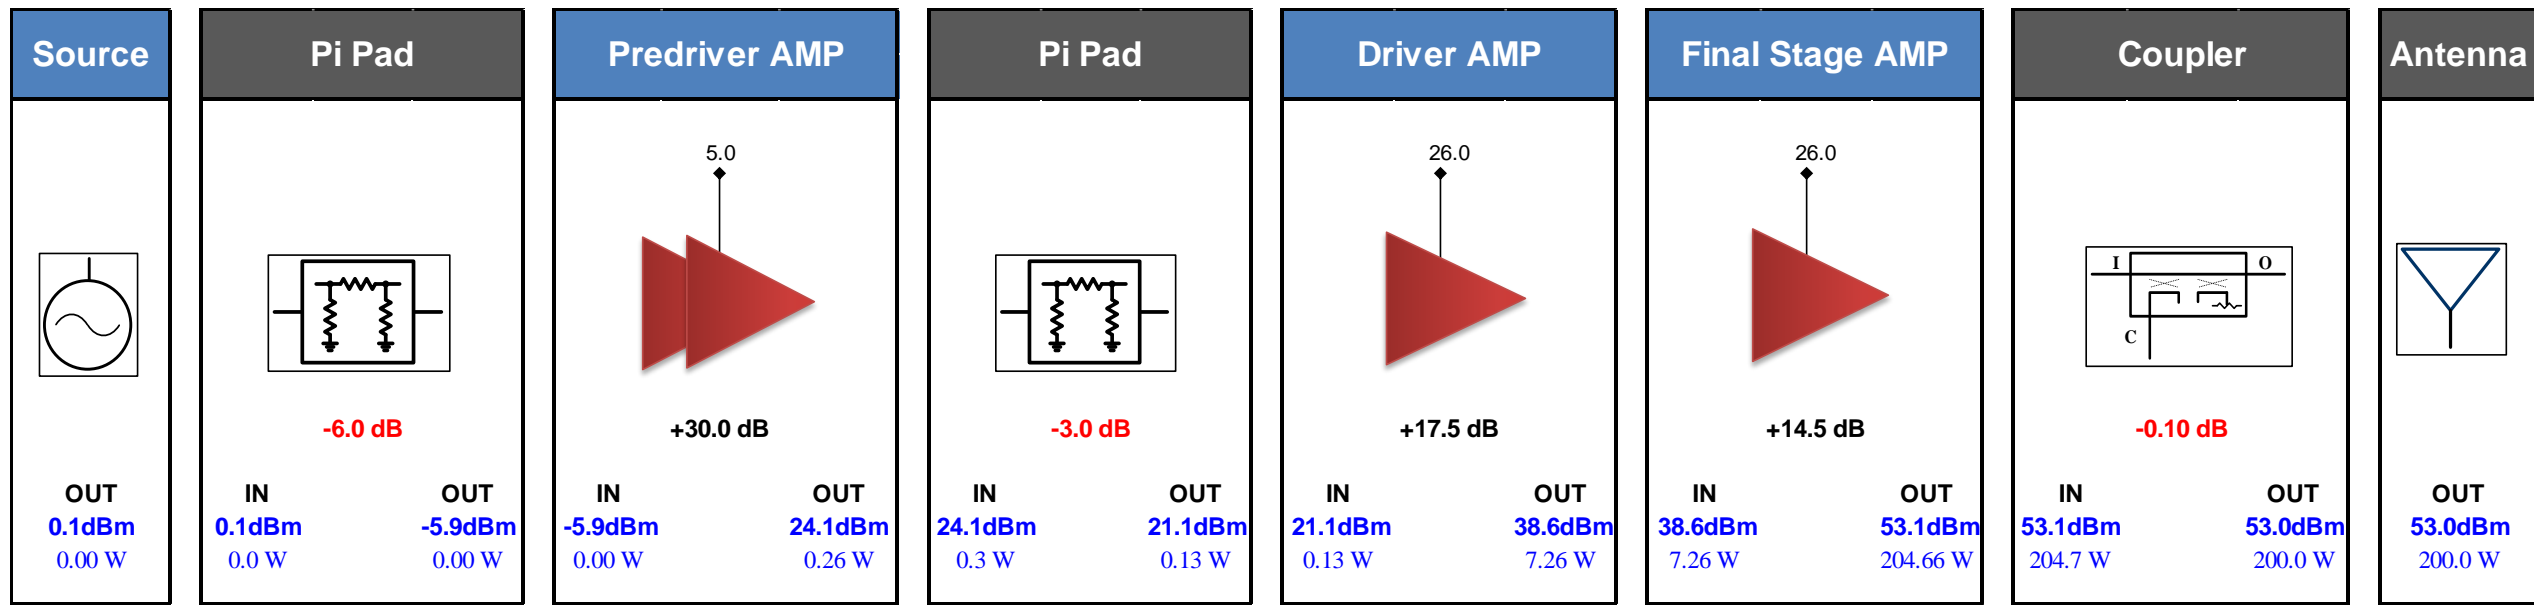 Source
Pi Pad
Predriver AMP
Pi Pad
Driver AMP
Final Stage AMP
Coupler
Antenna
5.0
26.0
26.0
I
O
C
-6.0 dB
+30.0 dB
-3.0 dB
+17.5 dB
+14.5 dB
-0.10 dB
OUT
IN OUT
IN OUT
IN OUT
IN OUT
IN OUT
IN OUT
OUT
0.1dBm
0.1dBm -5.9dBm
-5.9dBm 24.1dBm
24.1dBm 21.1dBm
21.1dBm 38.6dBm
38.6dBm 53.1dBm
53.1dBm 53.0dBm
53.0dBm
0.00 W
0.0 W 0.00 W
0.00 W 0.26 W
0.3 W 0.13 W
0.13 W 7.26 W
7.26 W 204.66 W
204.7 W 200.0 W
200.0 W